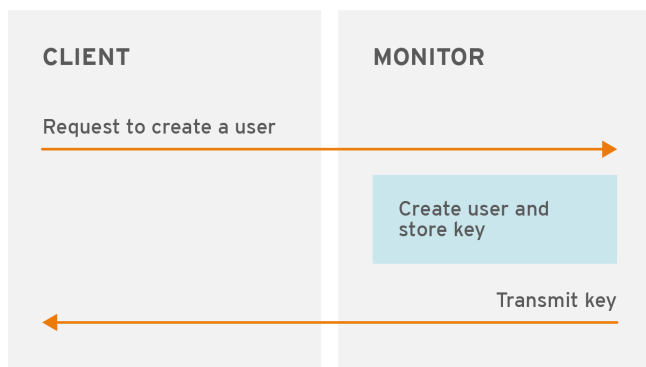 CLIENT
MONITOR
Request to create a user
Create user and
store key
Transmit key